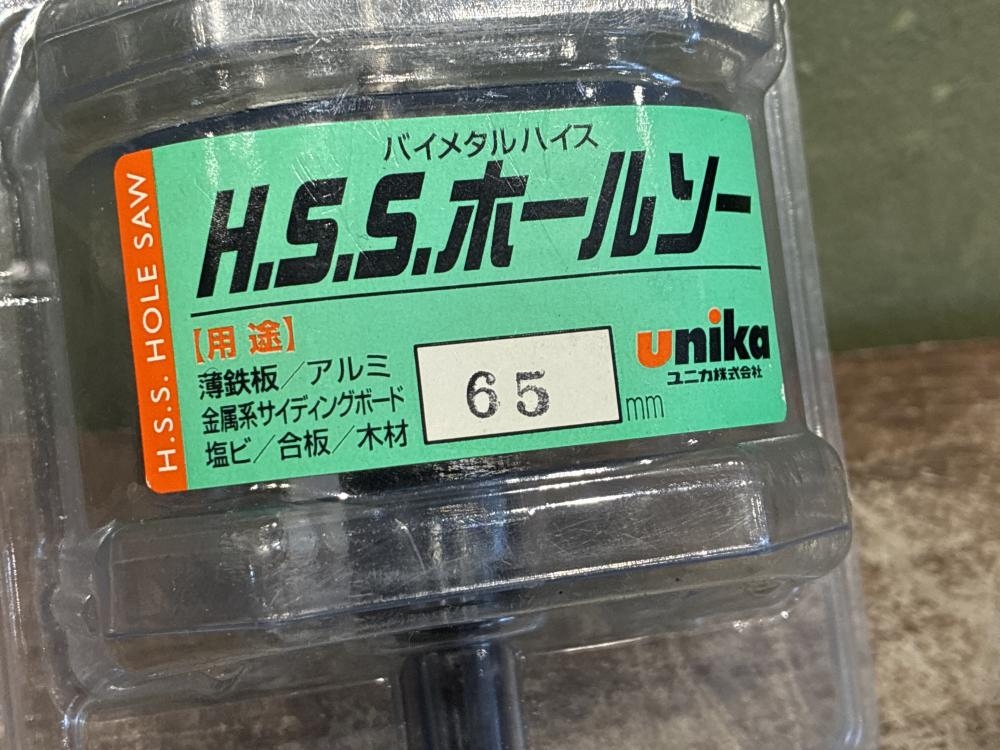 バイメタルハイス
H.S.S.ホールソー
H.S.S. HOLE SAW
【用途】
薄鉄板／アルミ
金属系サイディングボード
塩ビ／合板／木材
65 mm
unika
ユニカ株式会社